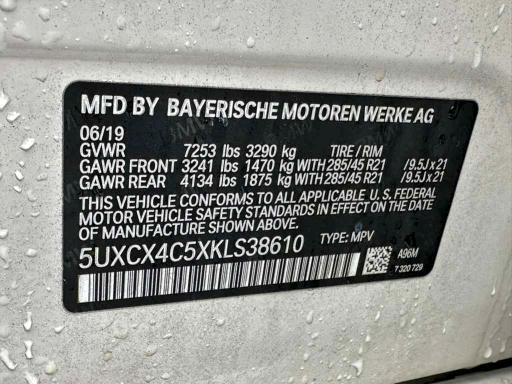 MFD BY BAYERISCHE MOTOREN WERKE AG
06/19
GVWR 7253 lbs 3290 kg TIRE / RIM
GAWR FRONT 3241 lbs 1470 kg WITH 285/45 R21 /9.5J x 21
GAWR REAR 4134 lbs 1875 kg WITH 285/45 R21 /9.5J x 21
THIS VEHICLE CONFORMS TO ALL APPLICABLE U.S. FEDERAL
MOTOR VEHICLE SAFETY STANDARDS IN EFFECT ON THE DATE
OF MANUFACTURE SHOWN ABOVE.
5UXCX4C5XKLS38610 TYPE: MPV
A96M
7 320 729